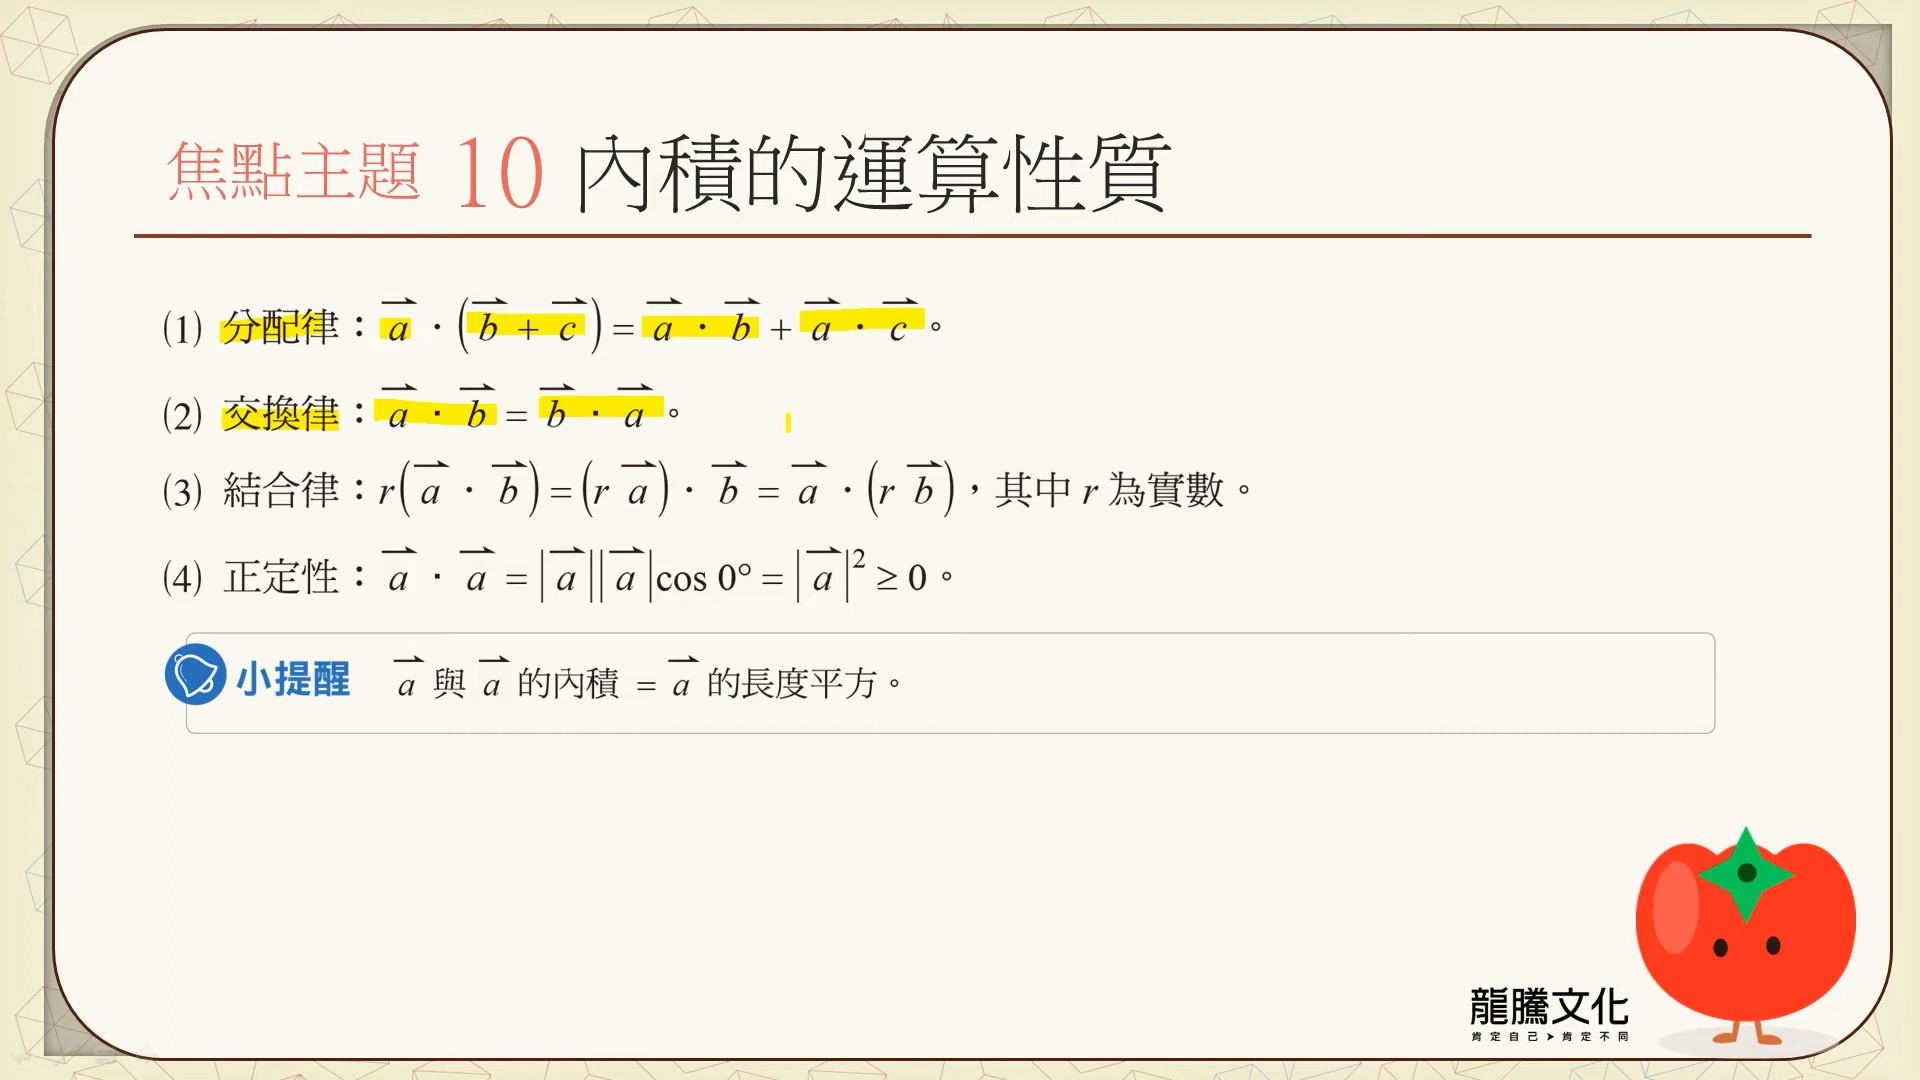 焦點主題 10 內積的運算性質
(1) 分配律：a⃗ · (b⃗ + c⃗) = a⃗ · b⃗ + a⃗ · c⃗。
(2) 交換律：a⃗ · b⃗ = b⃗ · a⃗。
(3) 結合律：r(a⃗ · b⃗) = (r a⃗) · b⃗ = a⃗ · (r b⃗)，其中 r 為實數。
(4) 正定性：a⃗ · a⃗ = |a⃗||a⃗|cos 0° = |a⃗|² ≥ 0。
小提醒 a⃗ 與 a⃗ 的內積 = a⃗ 的長度平方。
龍騰文化
肯定自己➤肯定不同